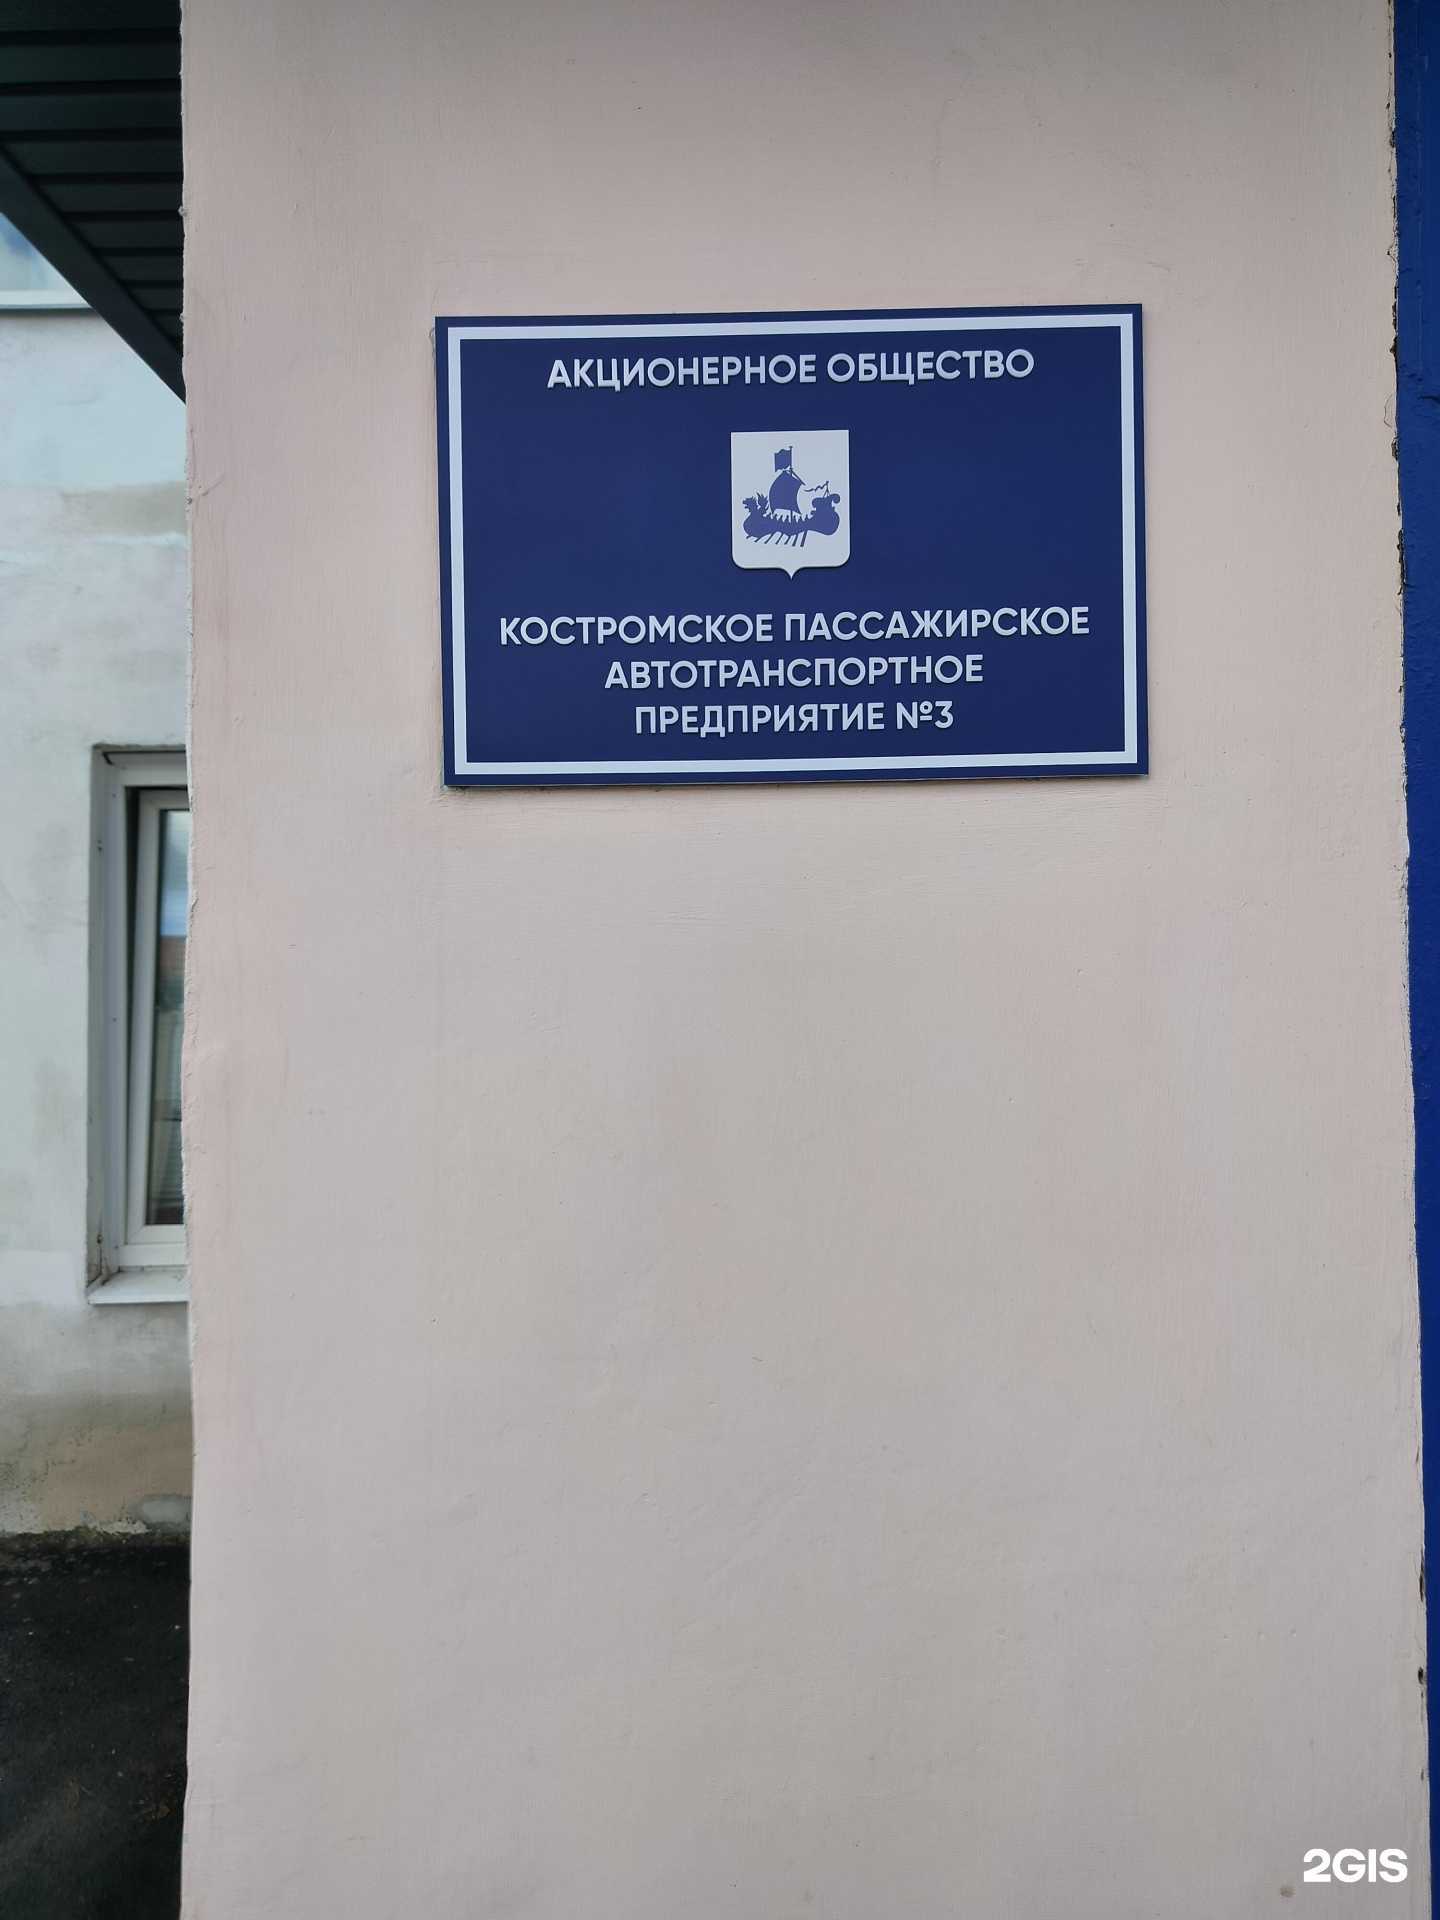 АКЦИОНЕРНОЕ ОБЩЕСТВО
КОСТРОМСКОЕ ПАССАЖИРСКОЕ
АВТОТРАНСПОРТНОЕ
ПРЕДПРИЯТИЕ №3
2GIS